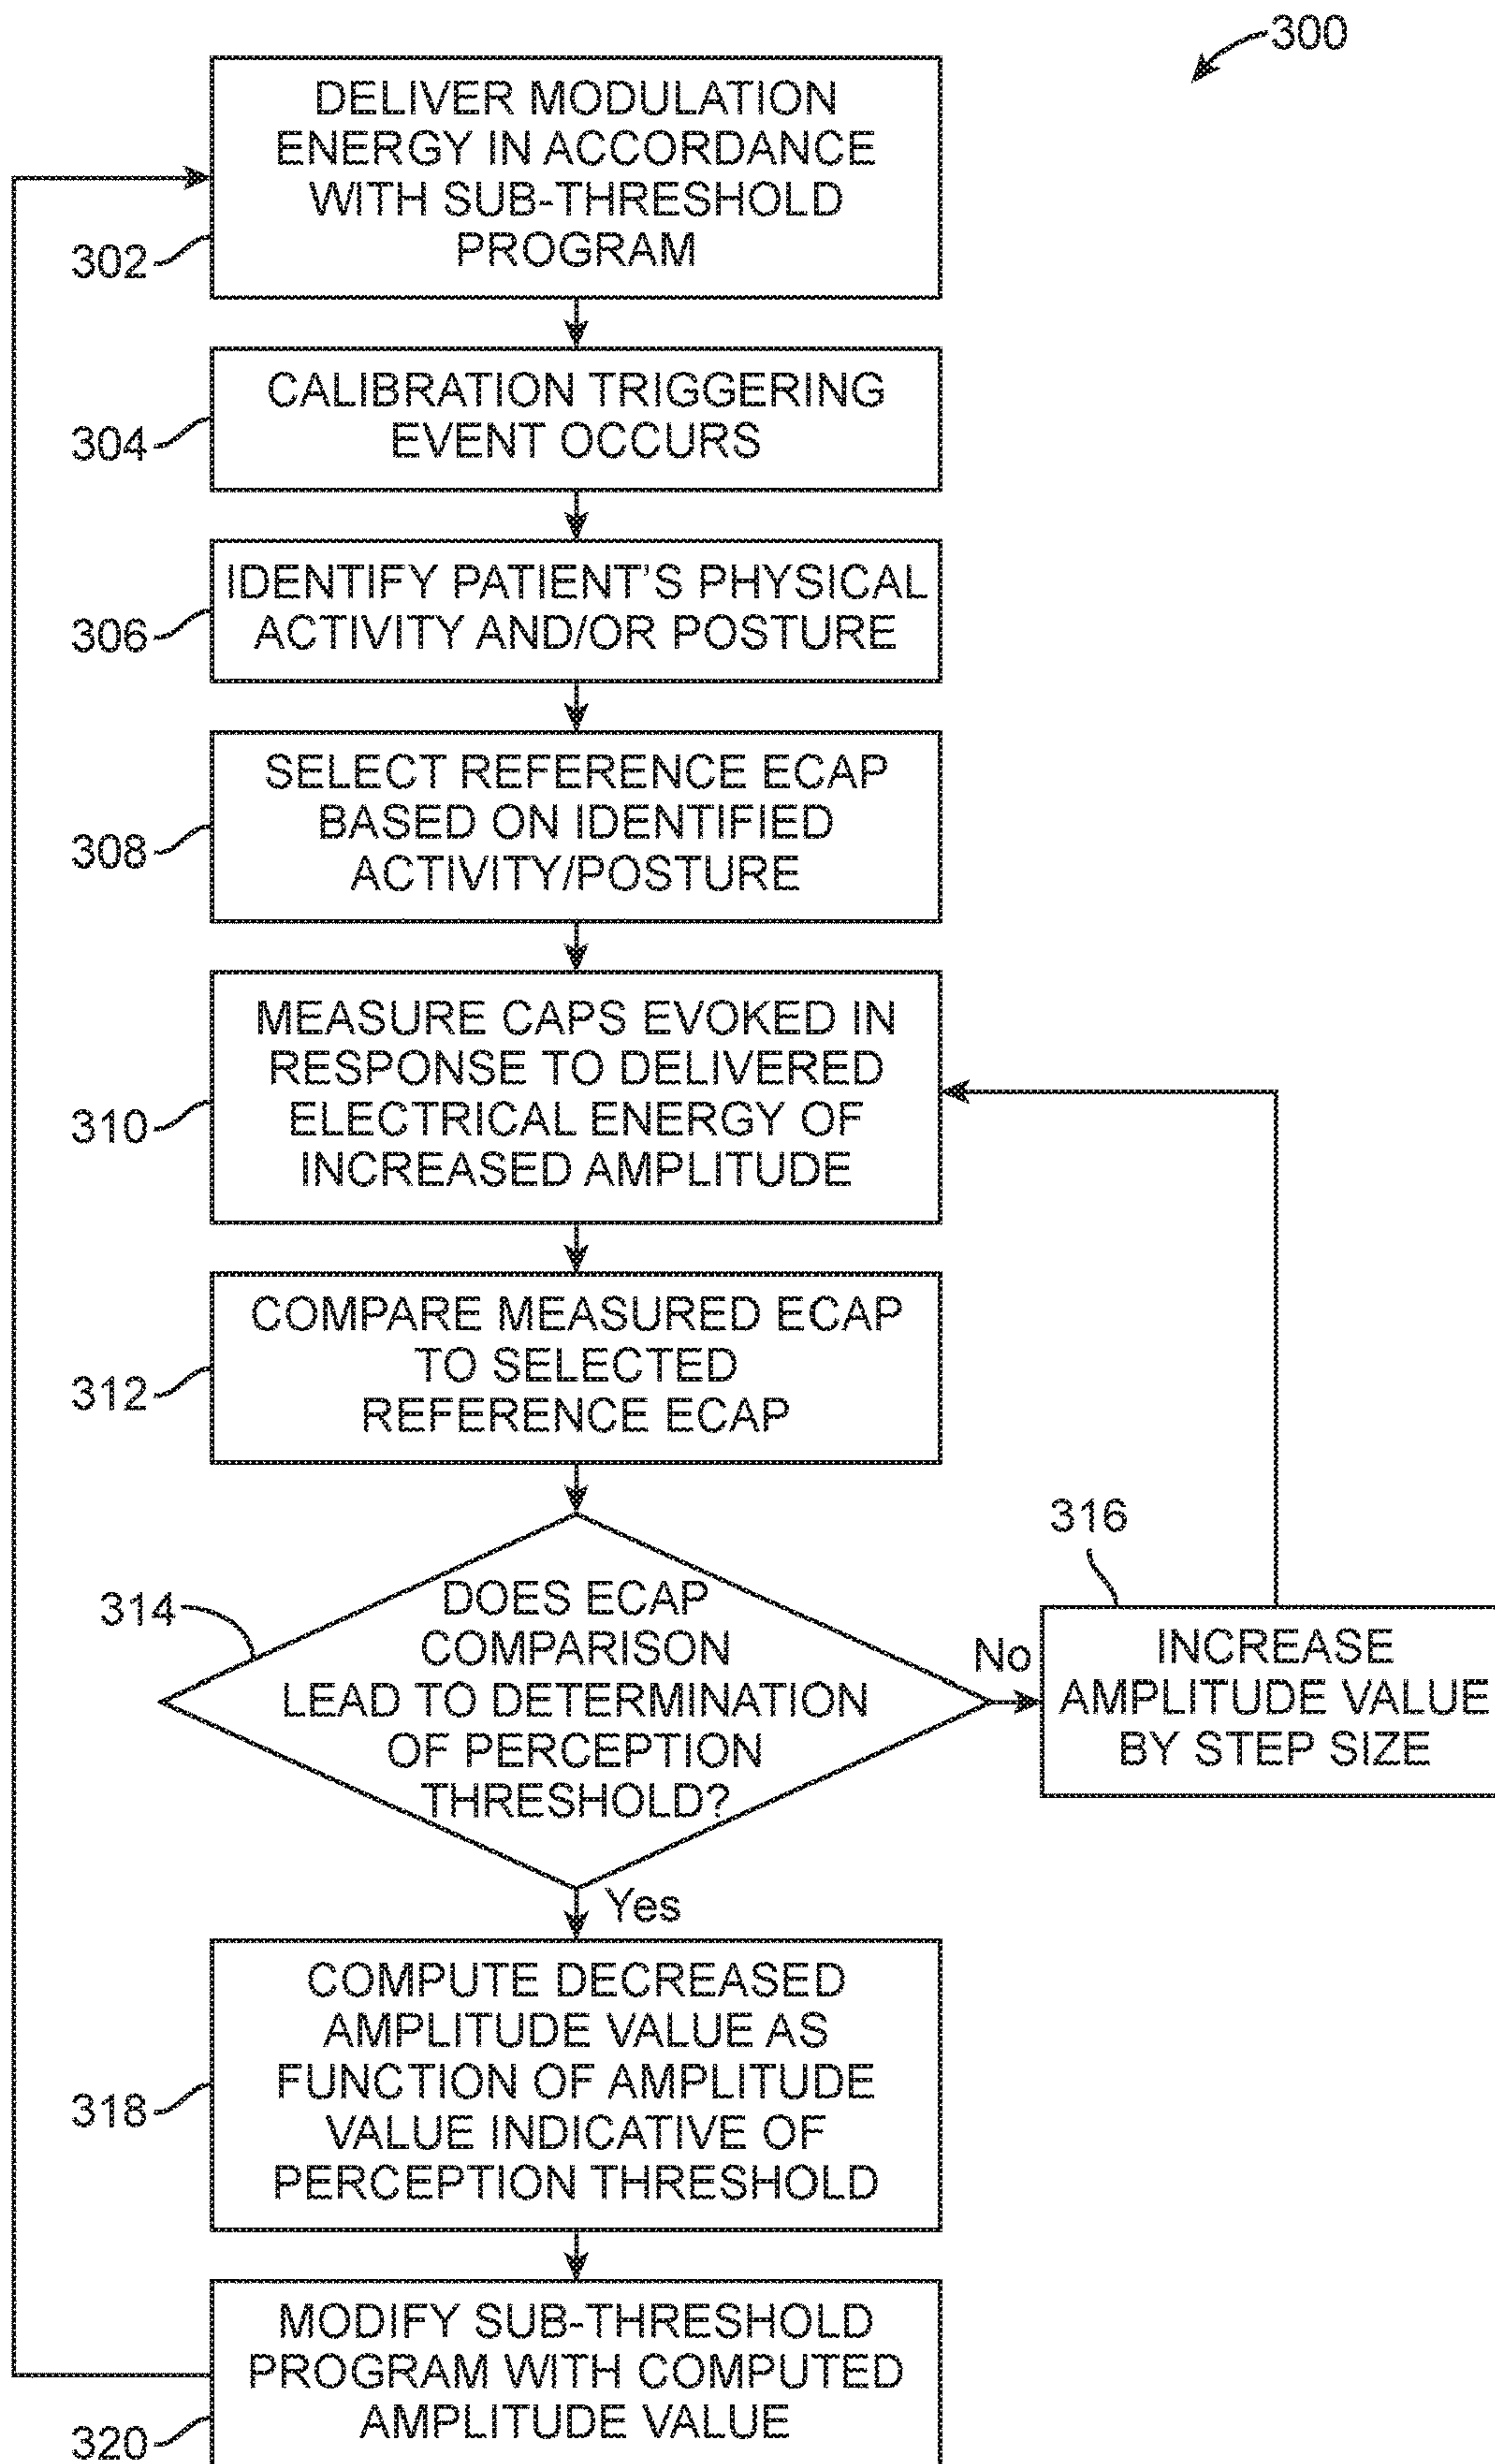 300
DELIVER MODULATION
ENERGY IN ACCORDANCE
WITH SUB-THRESHOLD
PROGRAM
302
CALIBRATION TRIGGERING
EVENT OCCURS
304
IDENTIFY PATIENT'S PHYSICAL
ACTIVITY AND/OR POSTURE
306
SELECT REFERENCE ECAP
BASED ON IDENTIFIED
ACTIVITY/POSTURE
308
MEASURE CAPS EVOKED IN
RESPONSE TO DELIVERED
ELECTRICAL ENERGY OF
INCREASED AMPLITUDE
310
COMPARE MEASURED ECAP
TO SELECTED
REFERENCE ECAP
312
DOES ECAP
COMPARISON
LEAD TO DETERMINATION
OF PERCEPTION
THRESHOLD?
314
No
316
INCREASE
AMPLITUDE VALUE
BY STEP SIZE
Yes
COMPUTE DECREASED
AMPLITUDE VALUE AS
FUNCTION OF AMPLITUDE
VALUE INDICATIVE OF
PERCEPTION THRESHOLD
318
MODIFY SUB-THRESHOLD
PROGRAM WITH COMPUTED
AMPLITUDE VALUE
320